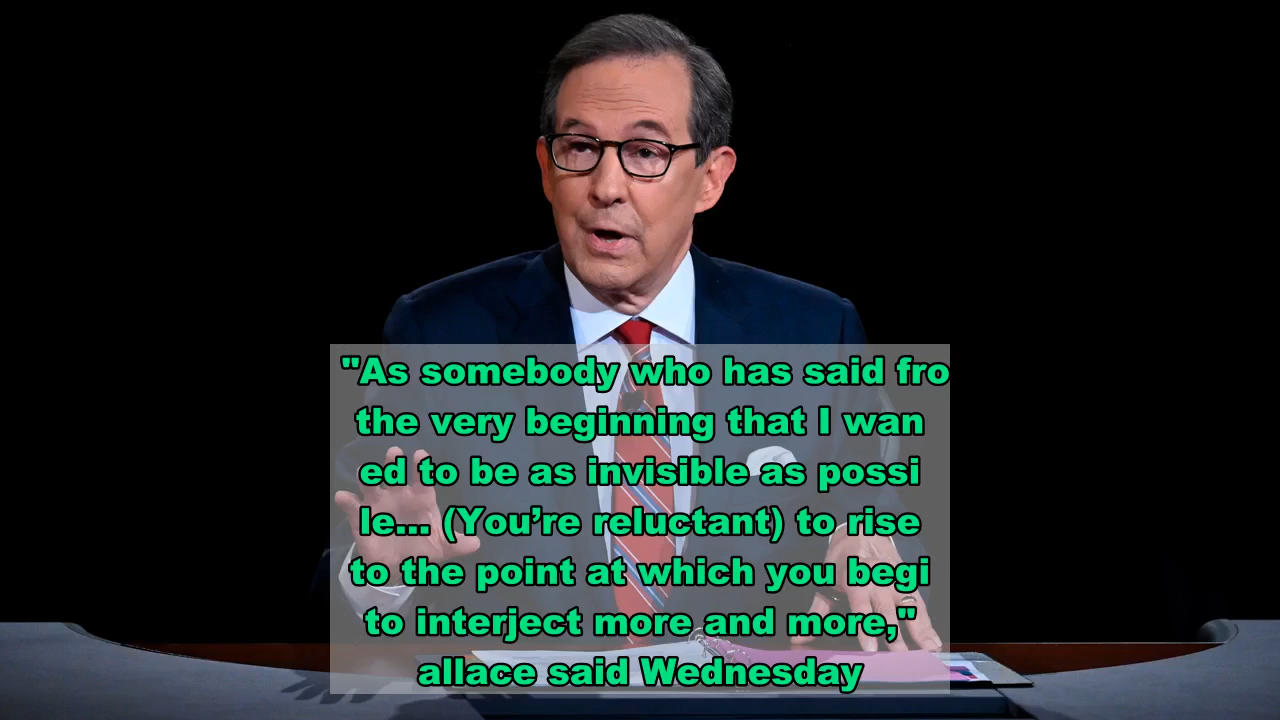 "As somebody who has said fro
the very beginning that I wan
ed to be as invisible as possi
le... (You’re reluctant) to rise
to the point at which you begi
to interject more and more,"
allace said Wednesday